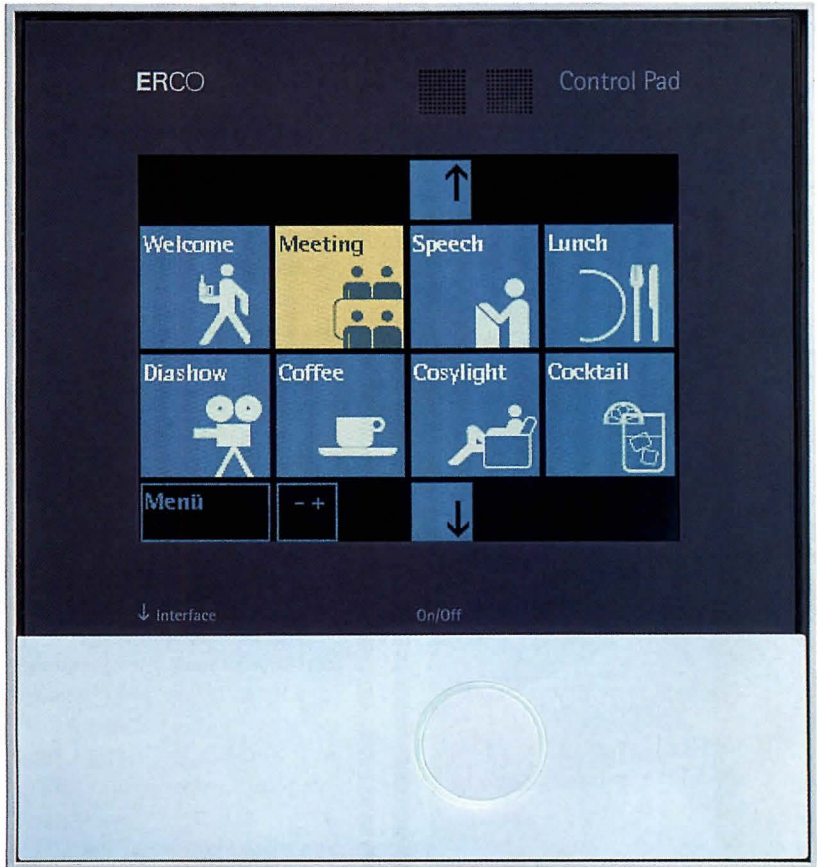 ERCO
Control Pad
↑
Welcome
Meeting
Speech
Lunch
Diashow
Coffee
Cosylight
Cocktail
Menü
- +
↓
↓ Interface
On/Off